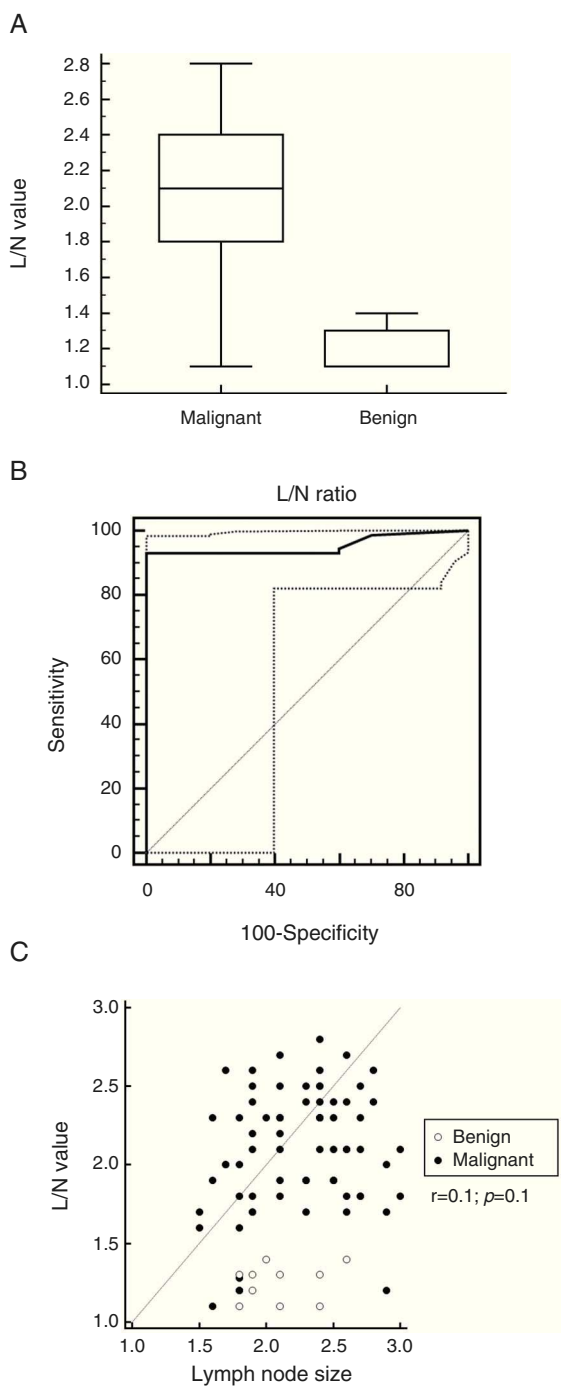 A
2.8
2.6
2.4
2.2
2.0
1.8
1.6
1.4
1.2
1.0
L/N value
Malignant Benign
B
L/N ratio
100
80
60
40
20
0
Sensitivity
0 40 80
100-Specificity
C
3.0
2.5
2.0
1.5
1.0
L/N value
Benign
Malignant
r=0.1; p=0.1
1.0 1.5 2.0 2.5 3.0
Lymph node size